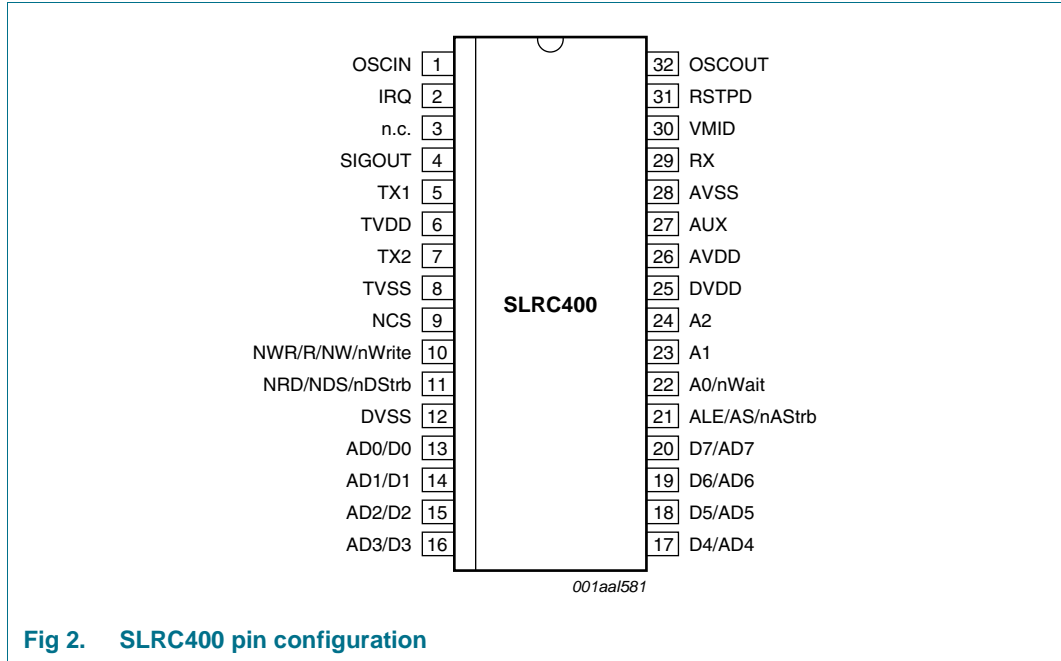 OSCIN 1 32 OSCOUT
IRQ 2 31 RSTPD
n.c. 3 30 VMID
SIGOUT 4 29 RX
TX1 5 28 AVSS
TVDD 6 27 AUX
TX2 7 26 AVDD
TVSS 8 25 DVDD
SLRC400
NCS 9 24 A2
NWR/R/NW/nWrite 10 23 A1
NRD/NDS/nDStrb 11 22 A0/nWait
DVSS 12 21 ALE/AS/nAStrb
AD0/D0 13 20 D7/AD7
AD1/D1 14 19 D6/AD6
AD2/D2 15 18 D5/AD5
AD3/D3 16 17 D4/AD4
001aal581
Fig 2. SLRC400 pin configuration